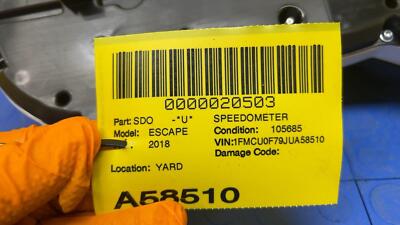 0000020503
Part: SDO -*U* SPEEDOMETER
Model: ESCAPE Condition: 105685
2018 VIN:1FMCU0F79JUA58510
Damage Code:
Location: YARD
A58510